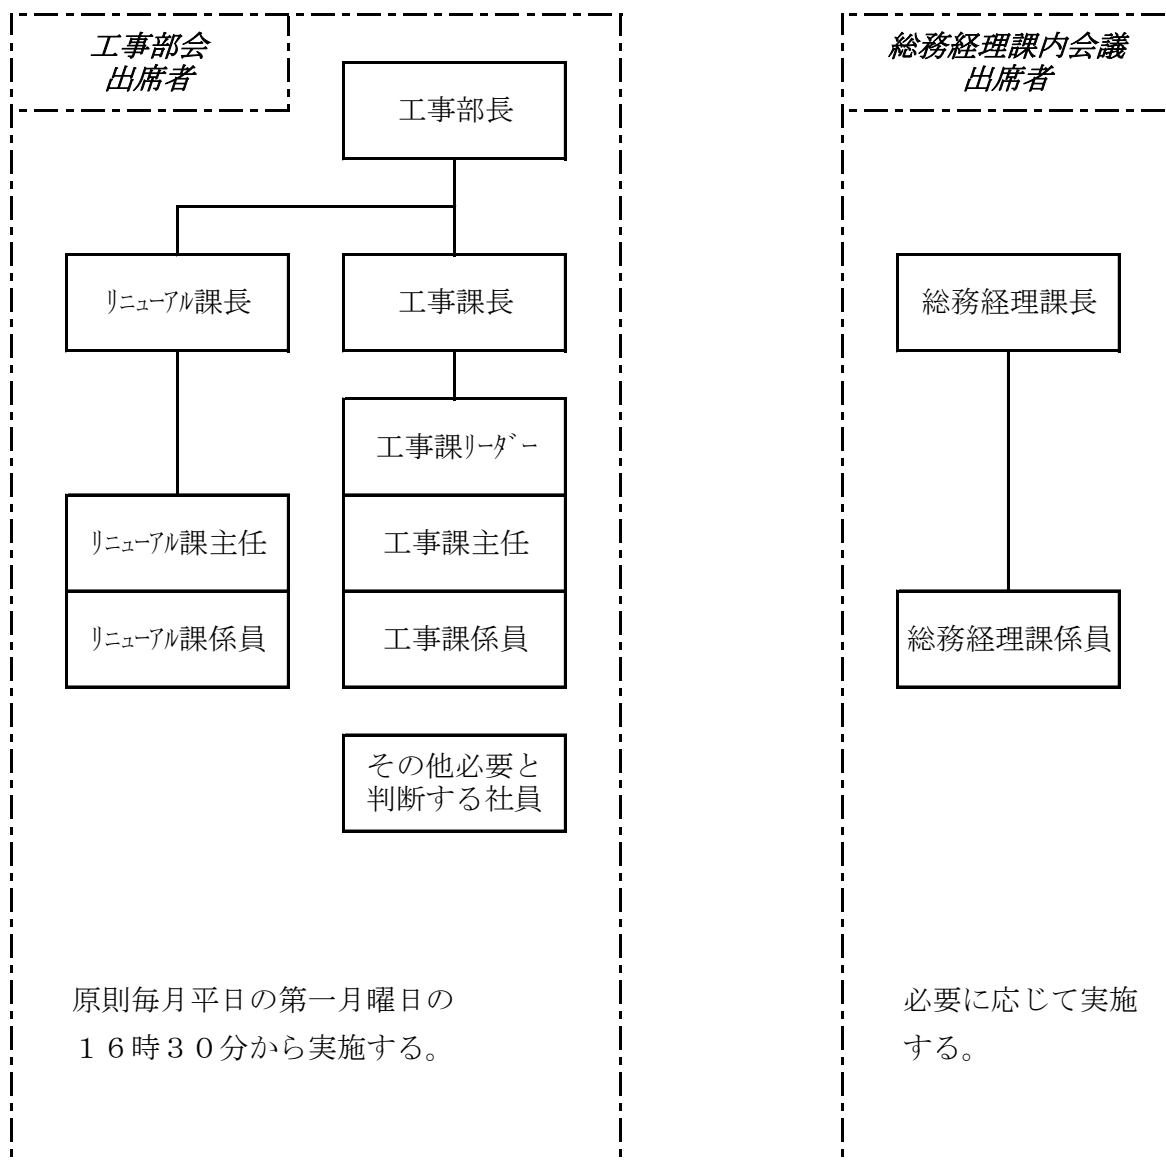 工事部会
出席者
工事部長
ﾘﾆｭｰｱﾙ課長
工事課長
工事課ﾘｰﾀﾞｰ
ﾘﾆｭｰｱﾙ課主任
工事課主任
ﾘﾆｭｰｱﾙ課係員
工事課係員
その他必要と
判断する社員
原則毎月平日の第一月曜日の
１６時３０分から実施する。
総務経理課内会議
出席者
総務経理課長
総務経理課係員
必要に応じて実施
する。